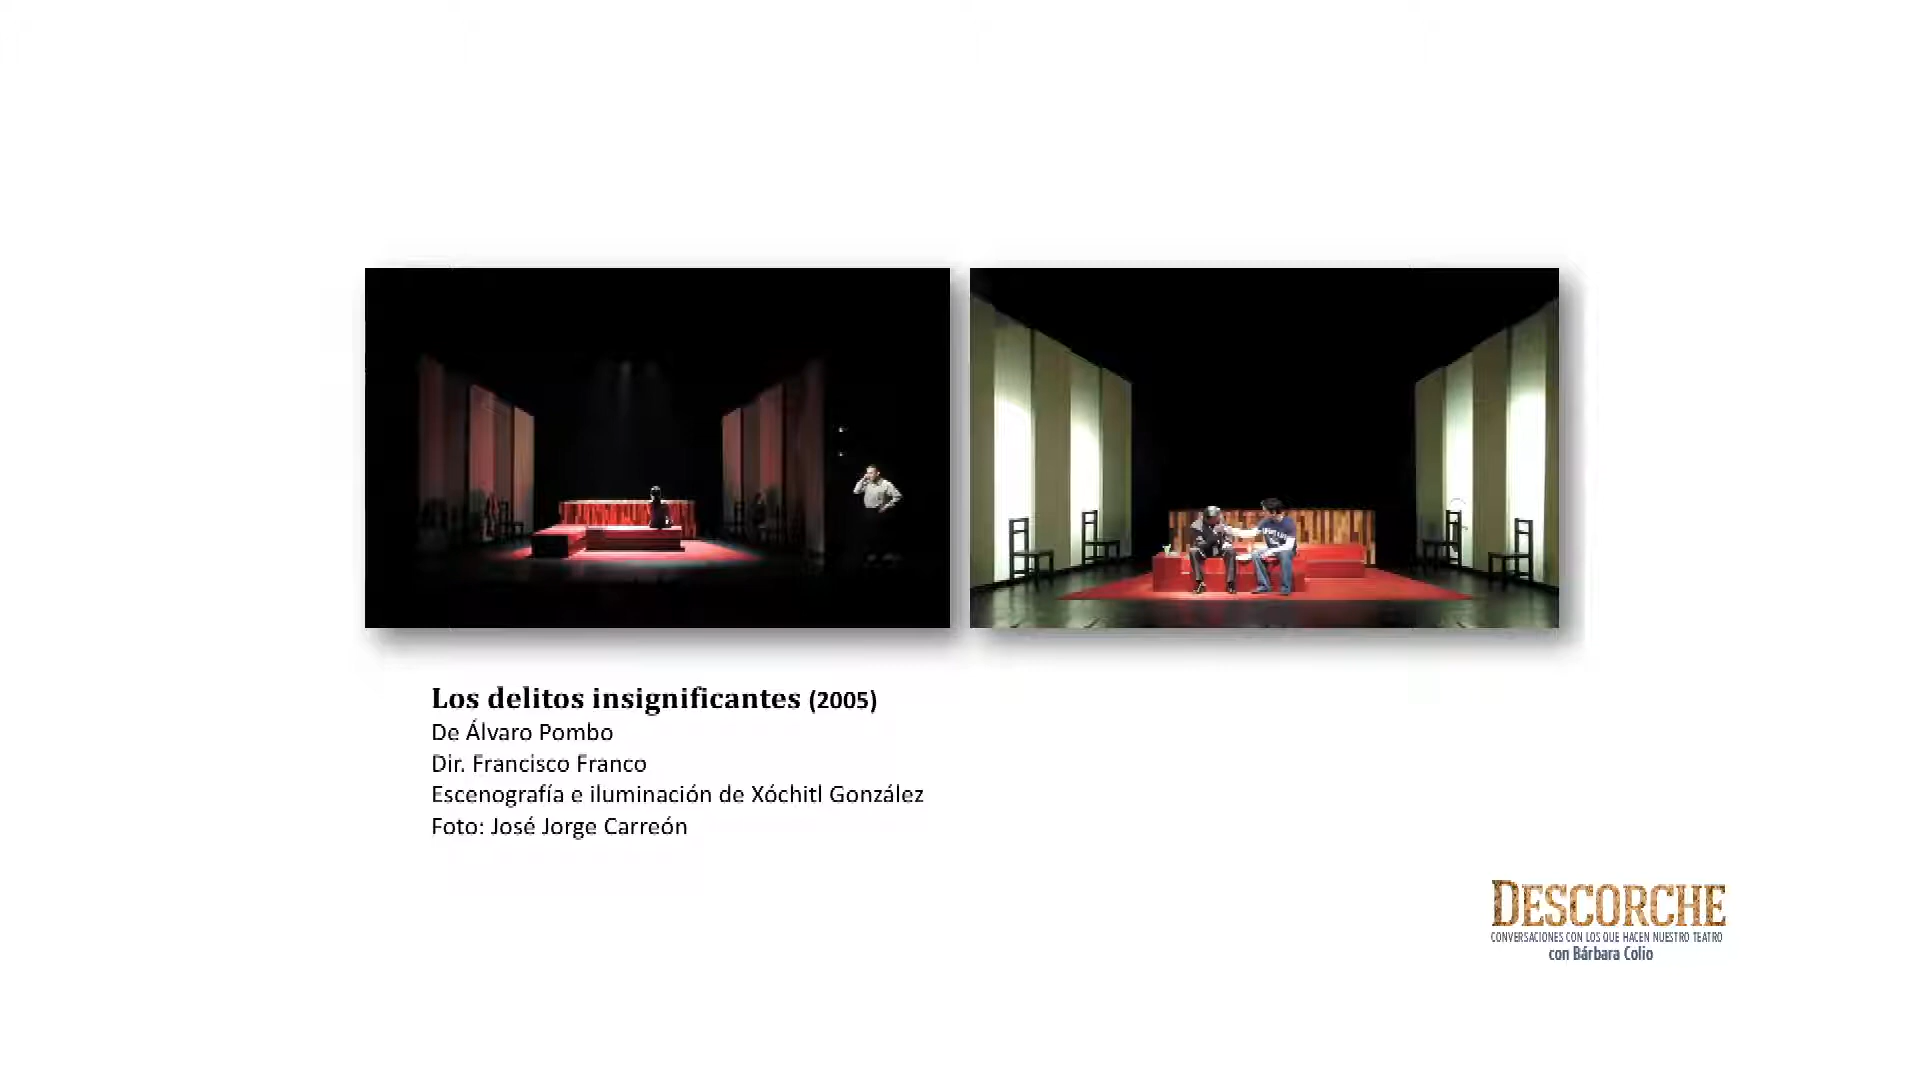 Los delitos insignificantes (2005)
De Álvaro Pombo
Dir. Francisco Franco
Escenografía e iluminación de Xóchitl González
Foto: José Jorge Carreón
DESCORCHE
CONVERSACIONES CON LOS QUE HACEN NUESTRO TEATRO
con Bárbara Colio